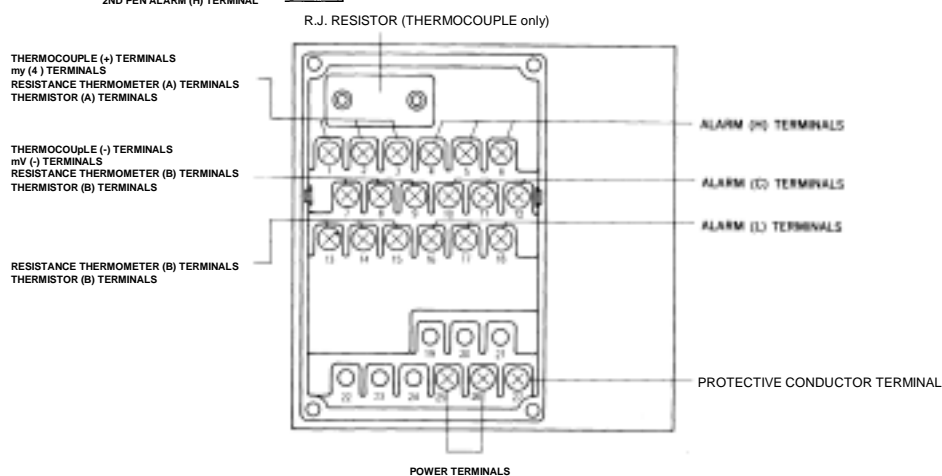 2ND PEN ALARM (H) TERMINAL
R.J. RESISTOR (THERMOCOUPLE only)
THERMOCOUPLE (+) TERMINALS
my (4 ) TERMINALS
RESISTANCE THERMOMETER (A) TERMINALS
THERMISTOR (A) TERMINALS
ALARM (H) TERMINALS
1 2 3 4 5 6
THERMOCOUpLE (-) TERMINALS
mV (-) TERMINALS
RESISTANCE THERMOMETER (B) TERMINALS
THERMISTOR (B) TERMINALS
ALARM (C) TERMINALS
7 8 9 10 11 12
ALARM (L) TERMINALS
13 14 15 16 17 18
RESISTANCE THERMOMETER (B) TERMINALS
THERMISTOR (B) TERMINALS
19 20 21
22 23 24 25 26 27
PROTECTIVE CONDUCTOR TERMINAL
POWER TERMINALS